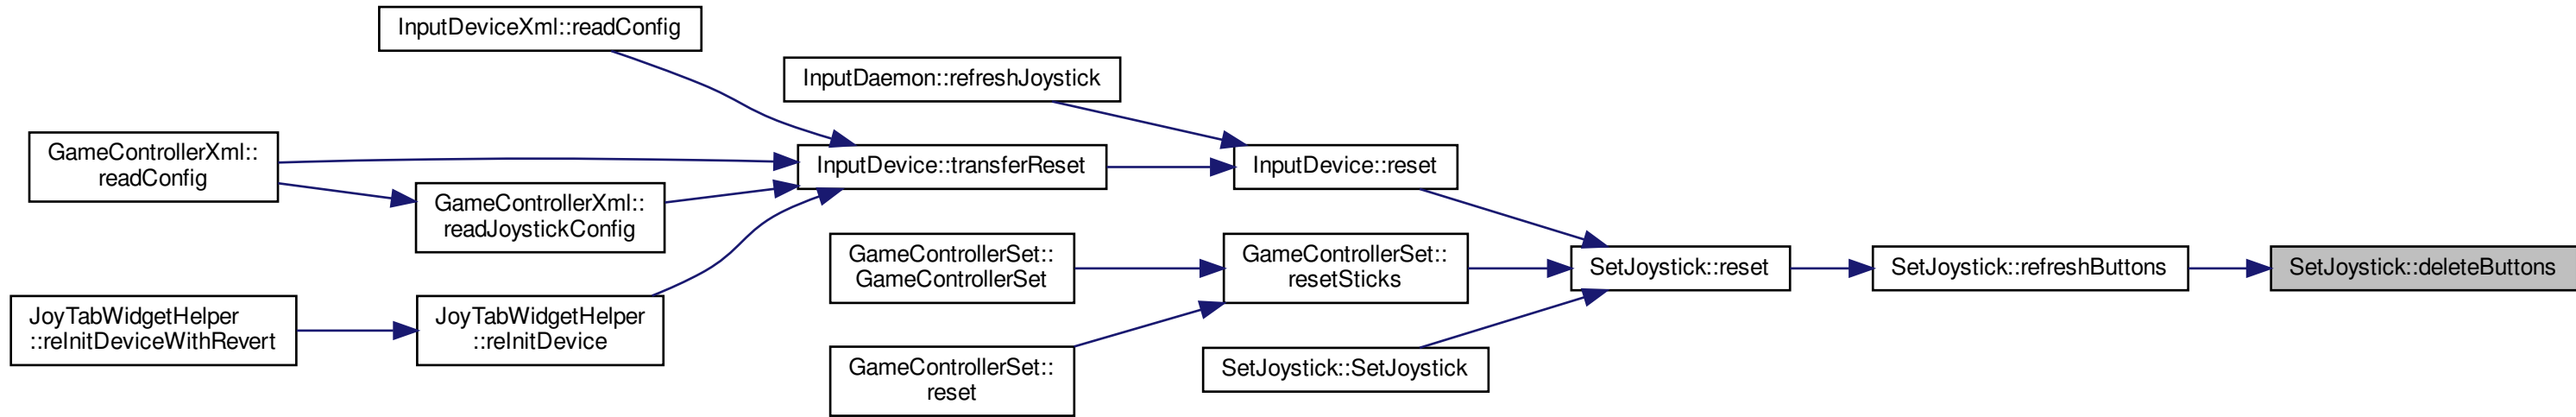 InputDeviceXml::readConfig
InputDaemon::refreshJoystick
GameControllerXml::
readConfig
InputDevice::transferReset
InputDevice::reset
GameControllerXml::
readJoystickConfig
GameControllerSet::
GameControllerSet
GameControllerSet::
resetSticks
SetJoystick::reset
SetJoystick::refreshButtons
SetJoystick::deleteButtons
JoyTabWidgetHelper
::reInitDeviceWithRevert
JoyTabWidgetHelper
::reInitDevice
GameControllerSet::
reset
SetJoystick::SetJoystick